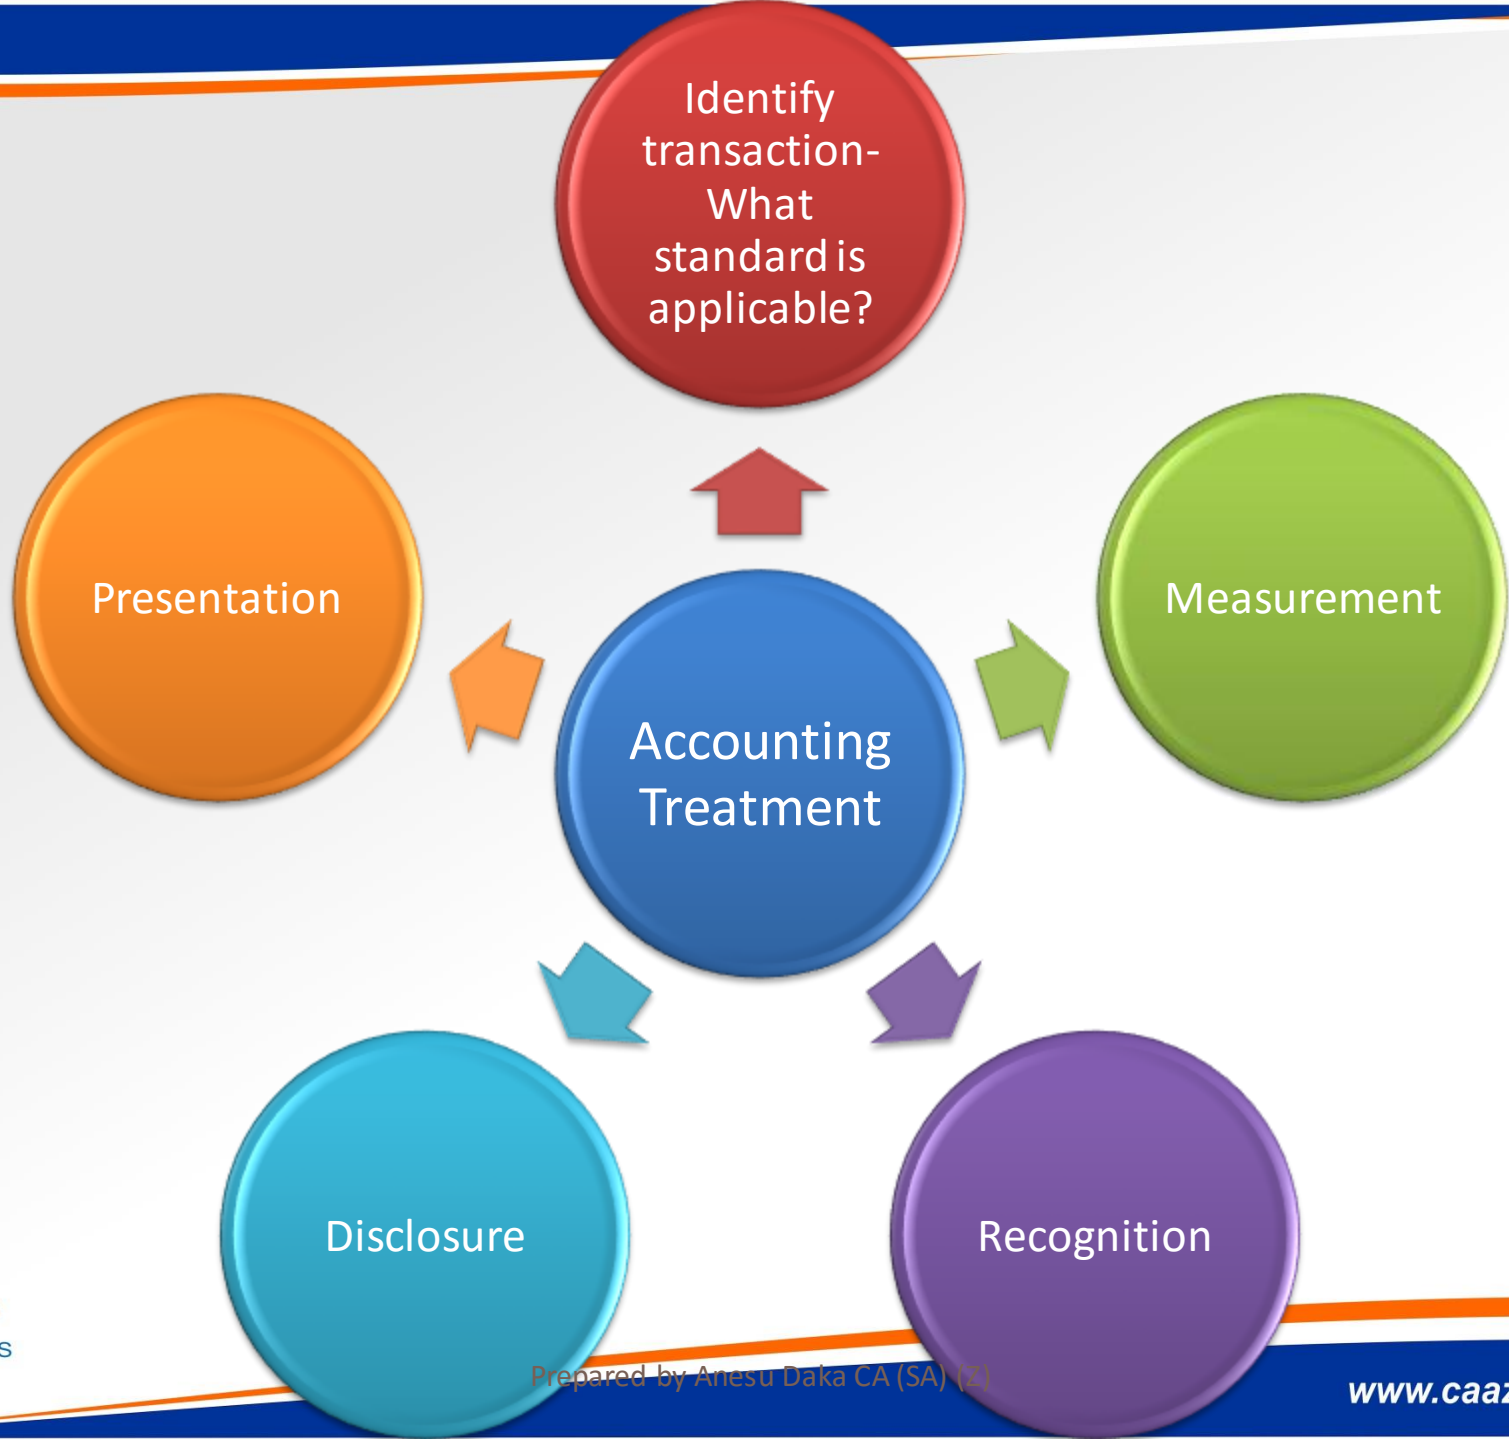 Identify
transaction-
What
standard is
applicable?
Presentation
Measurement
Accounting
Treatment
Disclosure
Recognition
s
Prepared by Anesu Daka CA (SA) (Z)
www.caaz